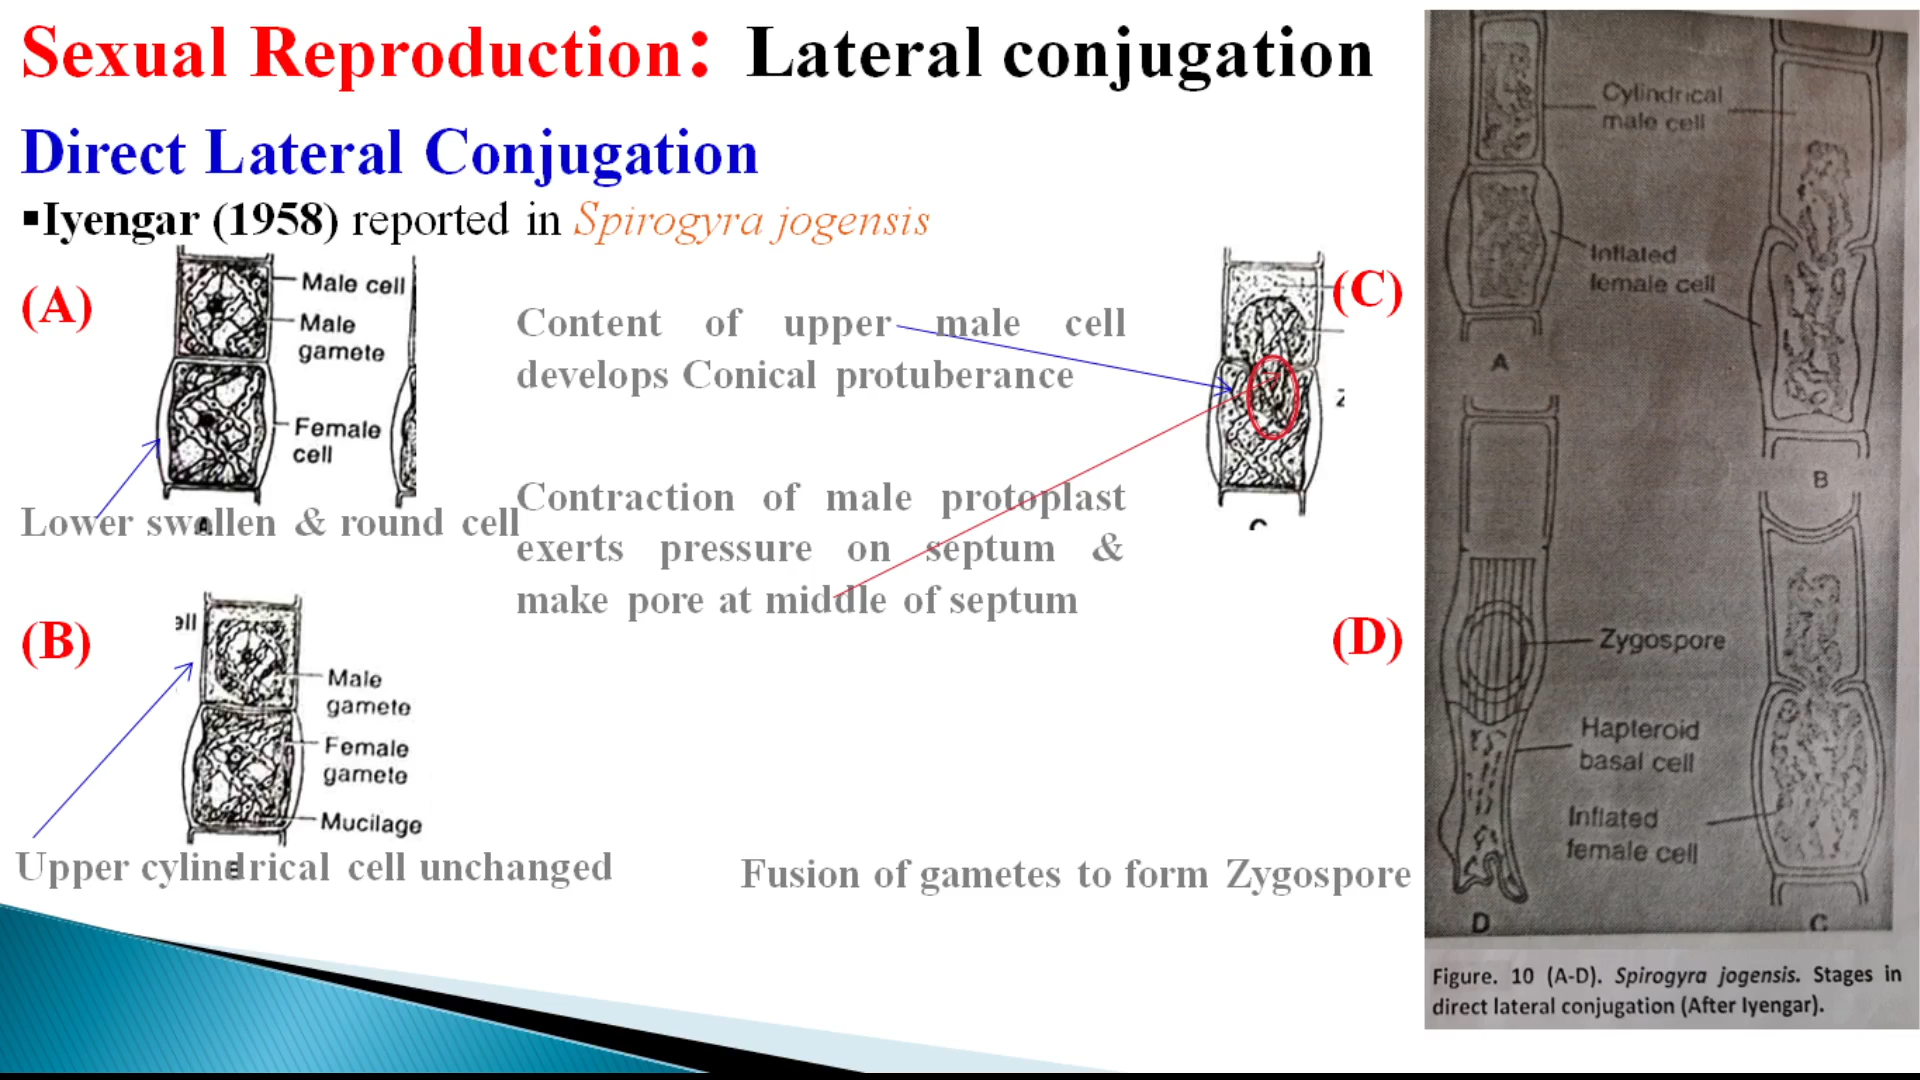 Sexual Reproduction: Lateral conjugation
Direct Lateral Conjugation
▪Iyengar (1958) reported in Spirogyra jogensis
(A)
Male cell
Male
gamete
Female
cell
A
Lower swollen & round cell
(B)
ell
Male
gamete
Female
gamete
Mucilage
B
Upper cylindrical cell unchanged
Content of upper male cell
develops Conical protuberance
Contraction of male protoplast
exerts pressure on septum &
make pore at middle of septum
(C)
Z
C
(D)
Fusion of gametes to form Zygospore
Cylindrical
male cell
Inflated
female cell
A
B
Zygospore
Hapteroid
basal cell
Inflated
female cell
D
C
Figure. 10 (A-D). Spirogyra jogensis. Stages in
direct lateral conjugation (After Iyengar).